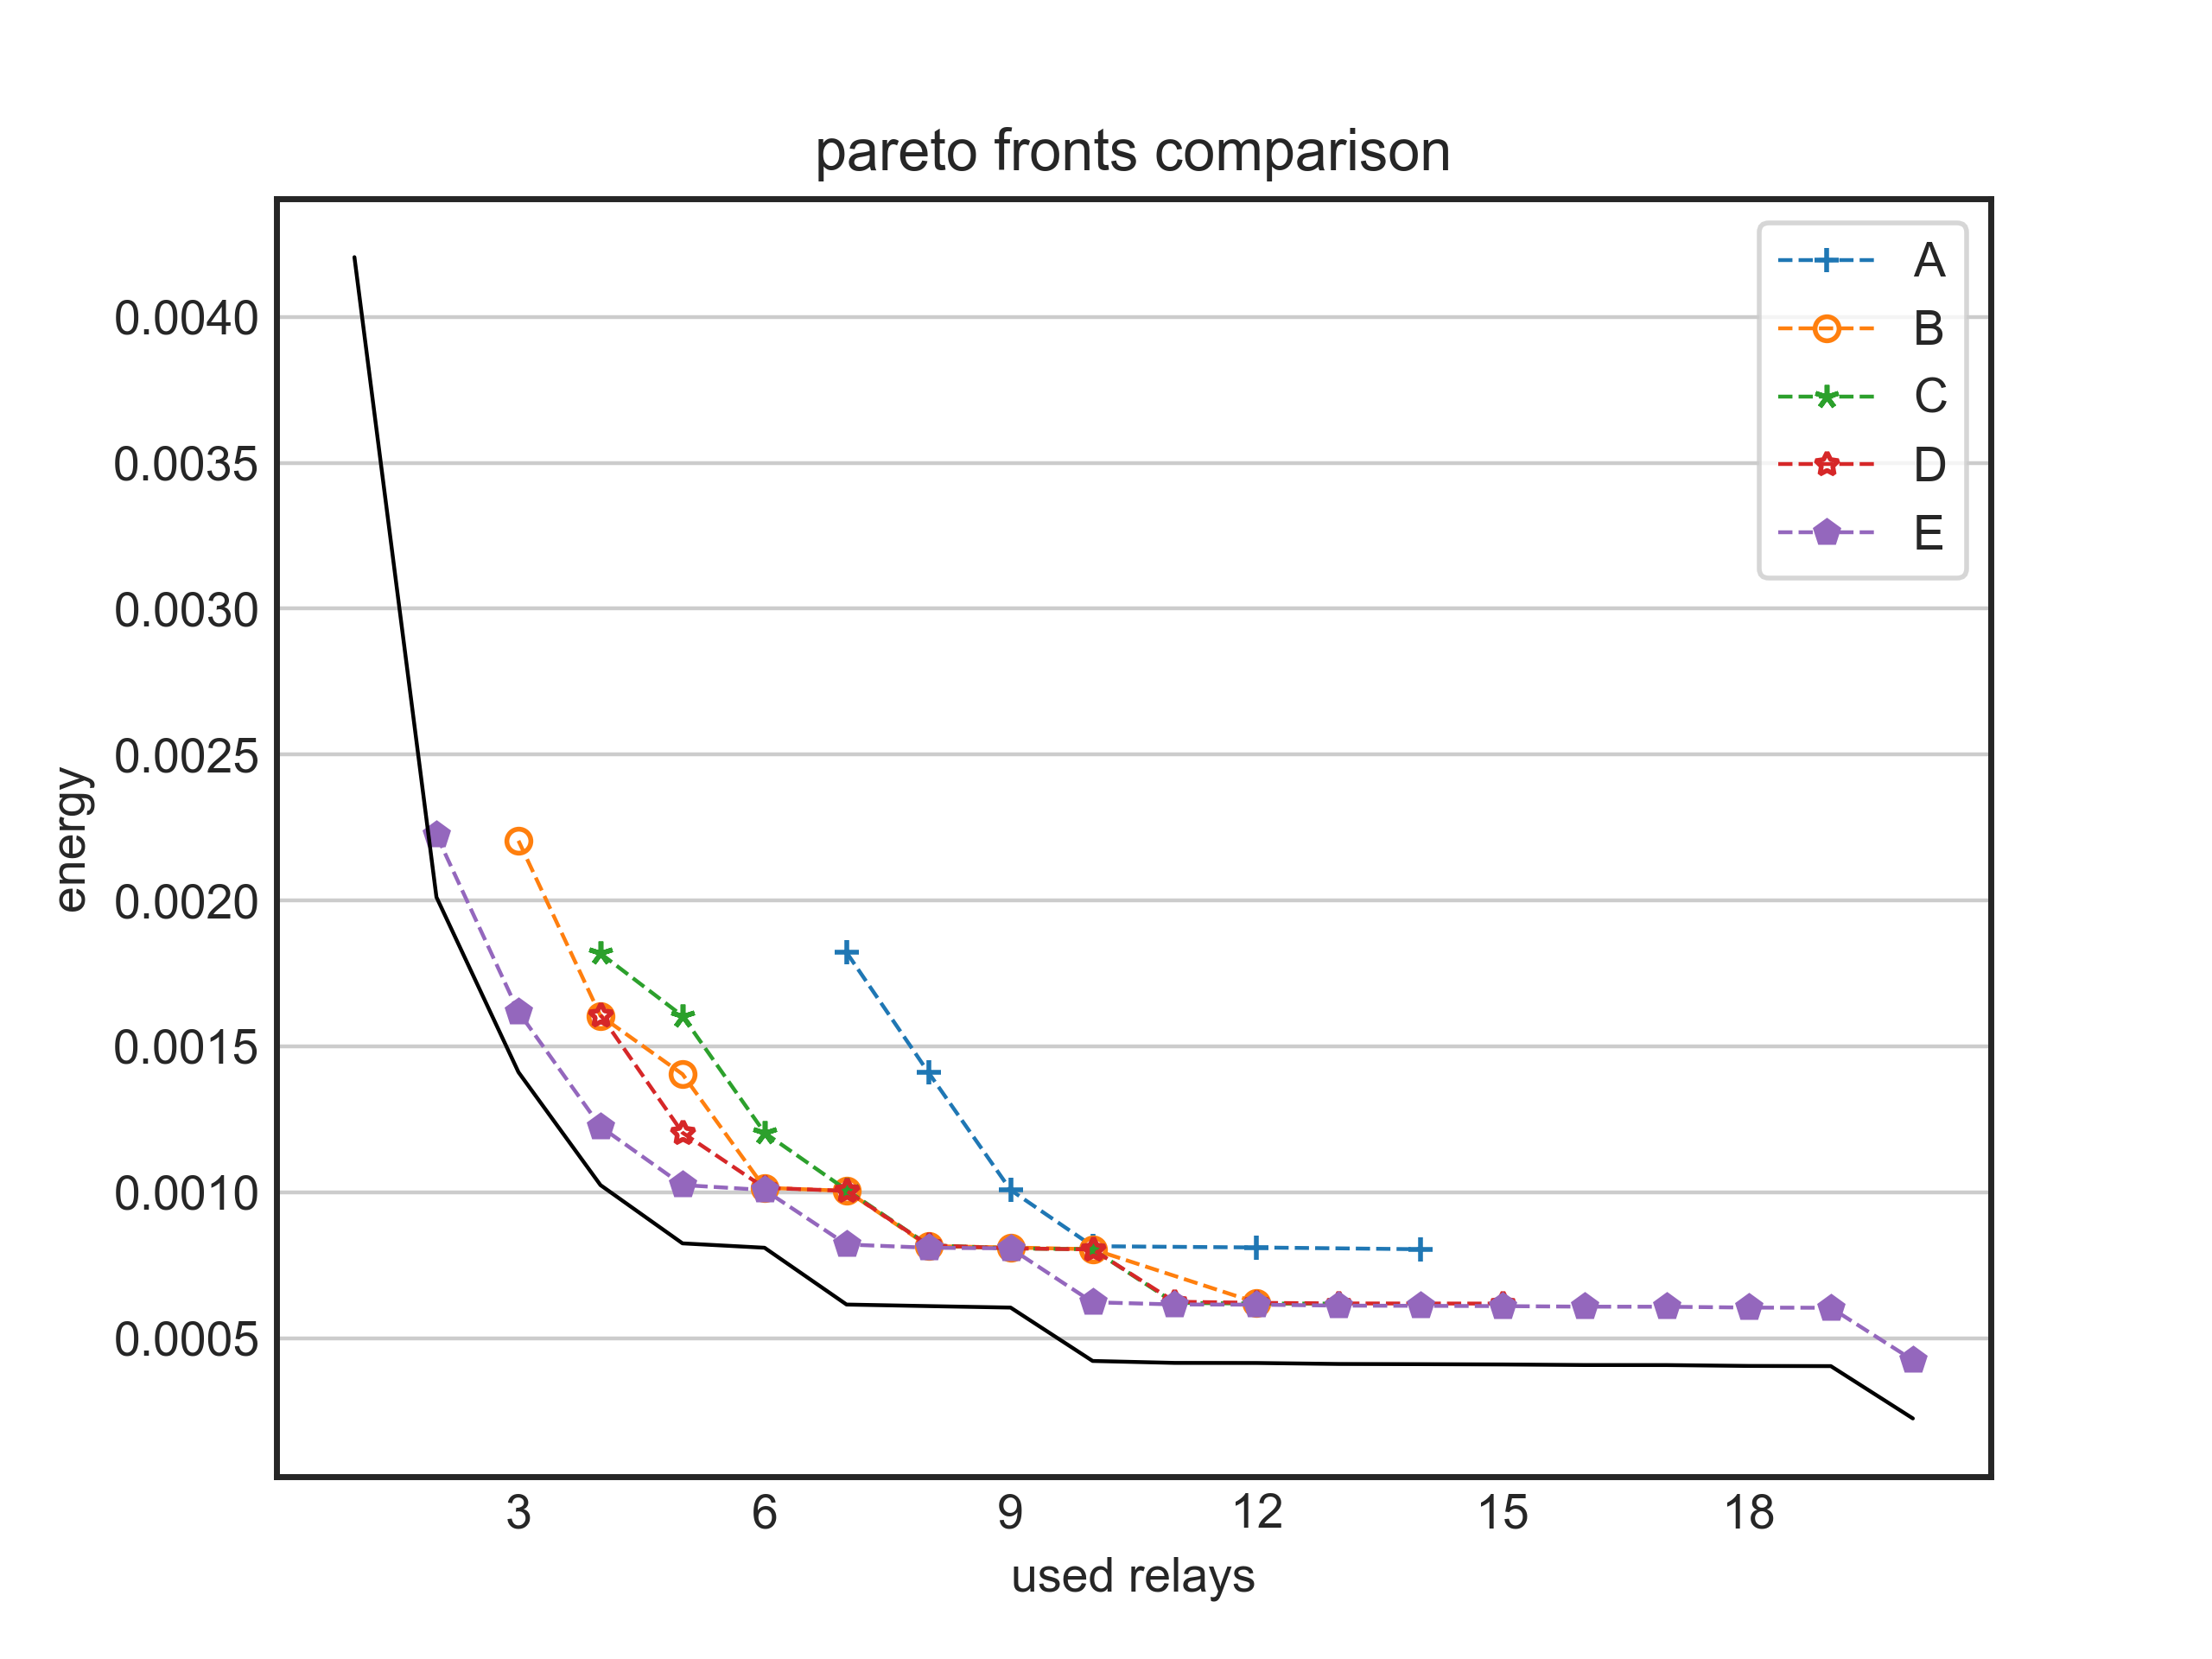 pareto fronts comparison
A
B
C
D
E
0.0040
0.0035
0.0030
0.0025
0.0020
0.0015
0.0010
0.0005
energy
3 6 9 12 15 18
used relays